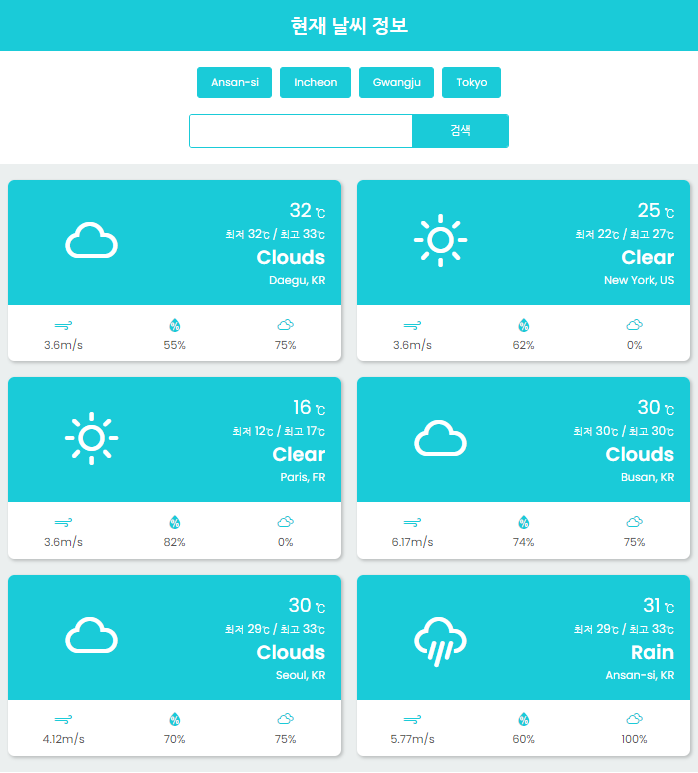 현재 날씨 정보
Ansan-si Incheon Gwangju Tokyo
검색
32 ℃
최저 32℃ / 최고 33℃
Clouds
Daegu, KR
3.6m/s 55% 75%
25 ℃
최저 22℃ / 최고 27℃
Clear
New York, US
3.6m/s 62% 0%
16 ℃
최저 12℃ / 최고 17℃
Clear
Paris, FR
3.6m/s 82% 0%
30 ℃
최저 30℃ / 최고 30℃
Clouds
Busan, KR
6.17m/s 74% 75%
30 ℃
최저 29℃ / 최고 33℃
Clouds
Seoul, KR
4.12m/s 70% 75%
31 ℃
최저 29℃ / 최고 33℃
Rain
Ansan-si, KR
5.77m/s 60% 100%